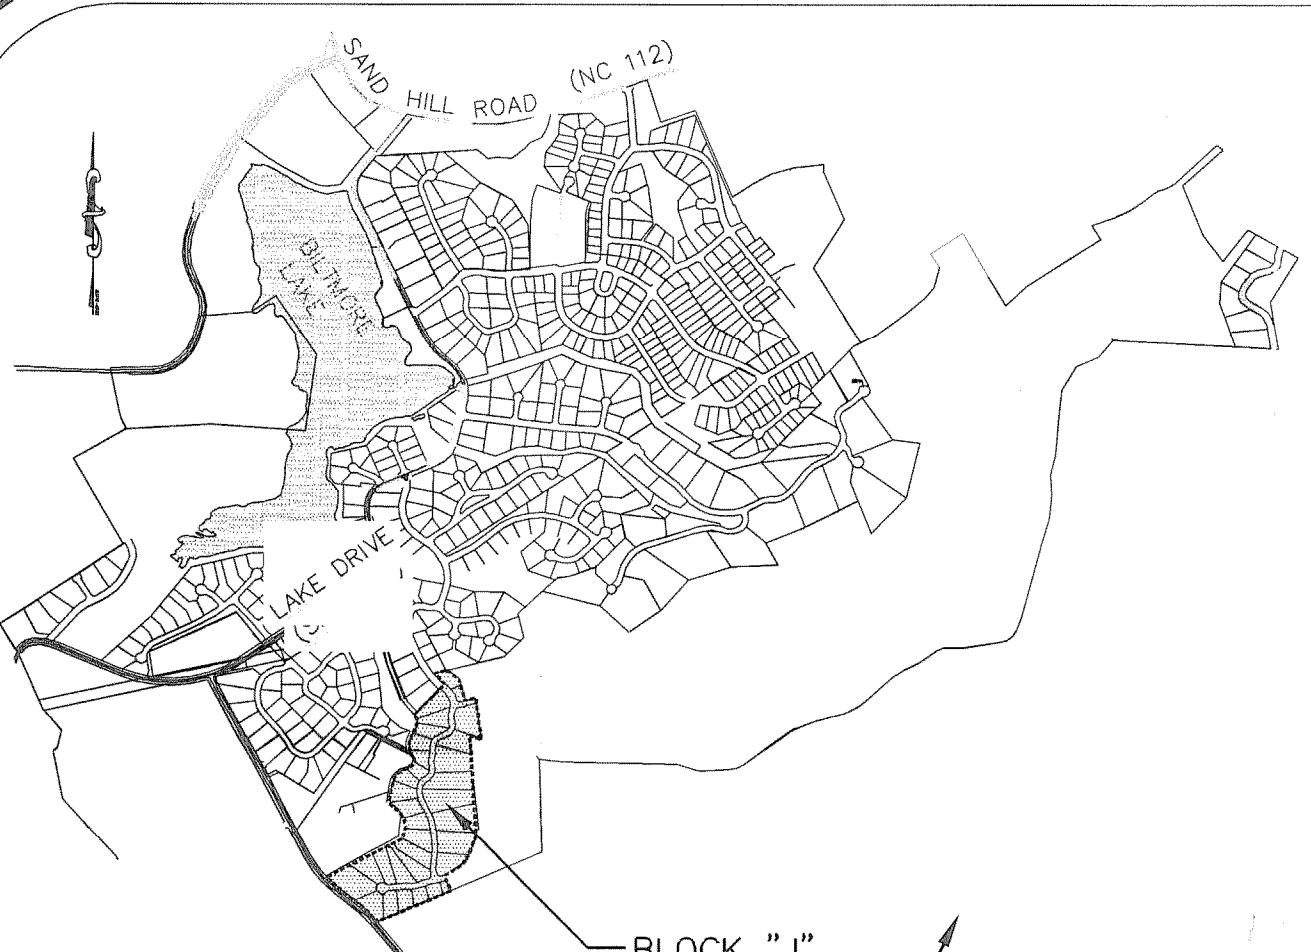 SAND HILL ROAD (NC 112)
BILTMORE
LAKE
LAKE DRIVE
BLOCK "J"